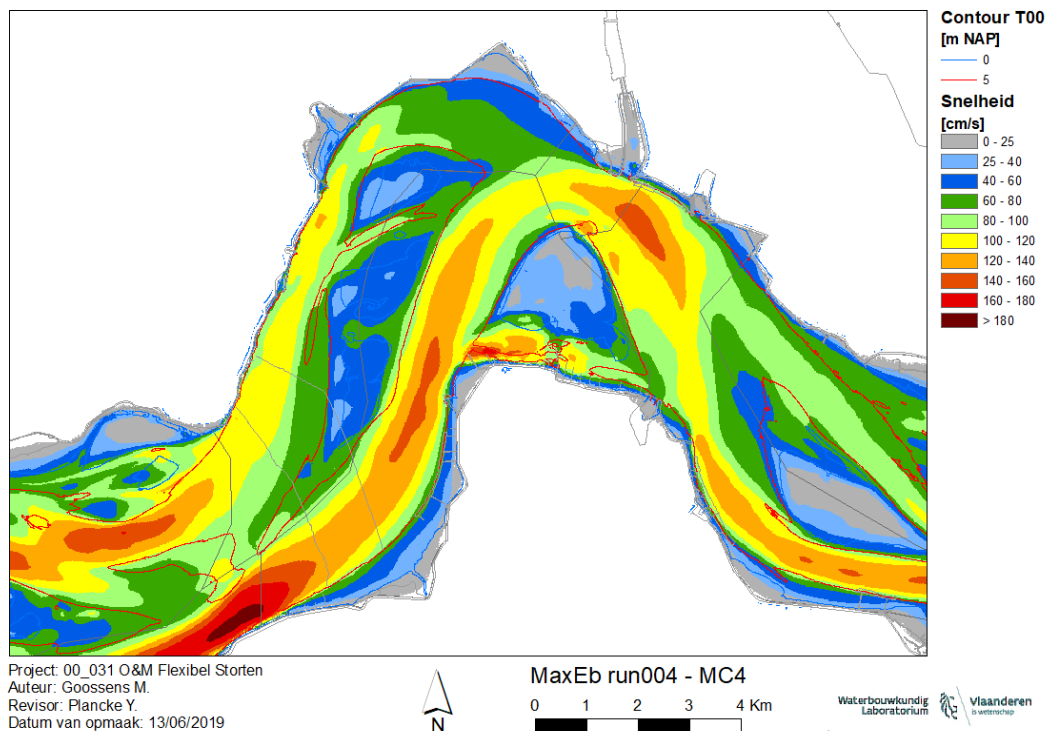 Contour T00
[m NAP]
0
5
Snelheid
[cm/s]
0 - 25
25 - 40
40 - 60
60 - 80
80 - 100
100 - 120
120 - 140
140 - 160
160 - 180
> 180
Project: 00_031 O&M Flexibel Storten
Auteur: Goossens M.
Revisor: Plancke Y.
Datum van opmaak: 13/06/2019
N
MaxEb run004 - MC4
0 1 2 3 4 Km
Waterbouwkundig
Laboratorium
Vlaanderen
is wetenschap